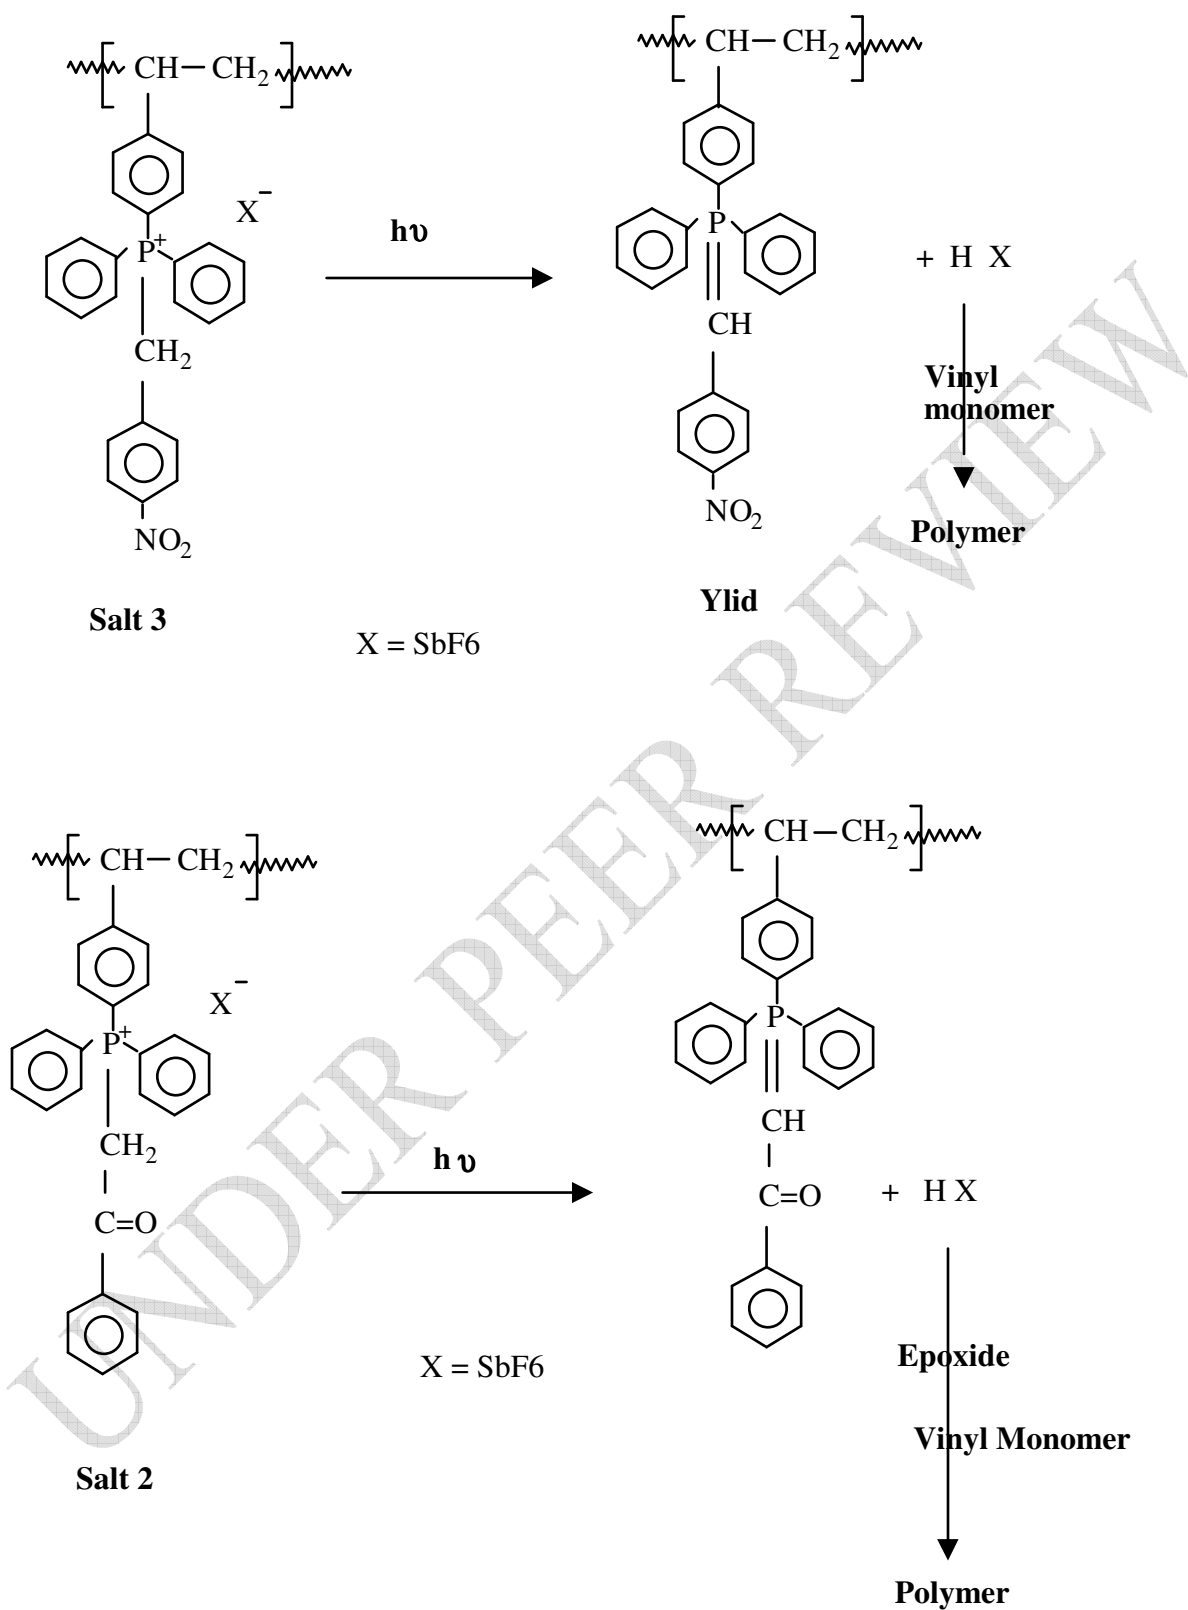 CH CH2
CH CH2
X−
P+
P
hυ
+ H X
CH2
CH
Vinyl
monomer
NO2
NO2
Polymer
Salt 3
Ylid
X = SbF6
CH CH2
CH CH2
X−
P+
P
CH2
CH
hυ
C=O
C=O
+ H X
X = SbF6
Epoxide
Vinyl Monomer
Salt 2
Polymer
UNDER PEER REVIEW